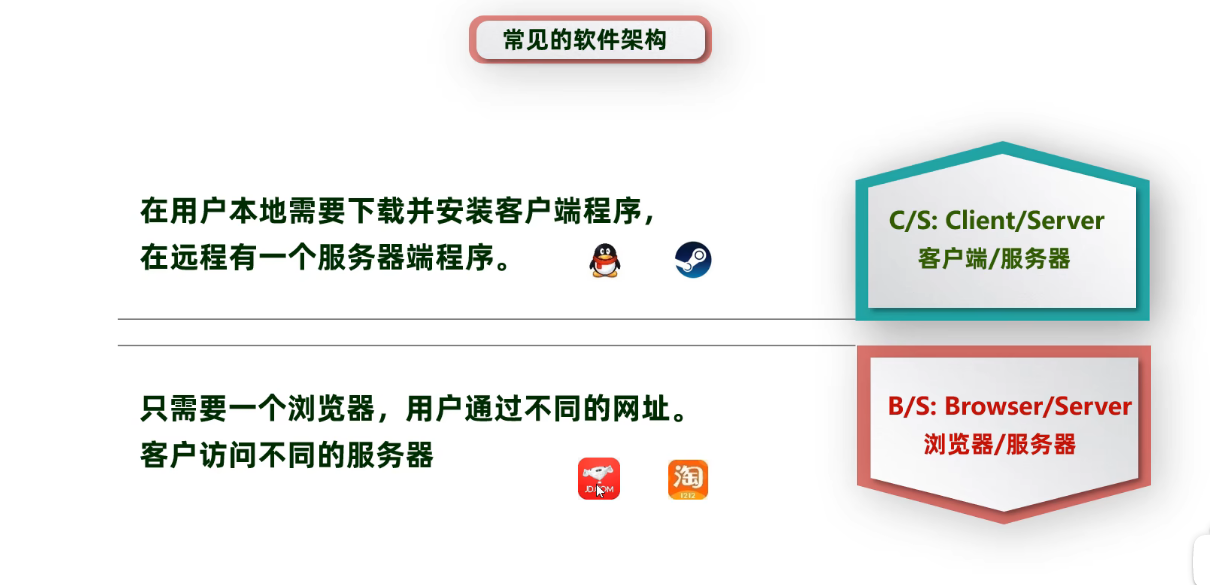 常见的软件架构
在用户本地需要下载并安装客户端程序，
在远程有一个服务器端程序。
C/S: Client/Server
客户端/服务器
只需要一个浏览器，用户通过不同的网址。
客户访问不同的服务器
B/S: Browser/Server
浏览器/服务器
JD.COM
淘
12.12